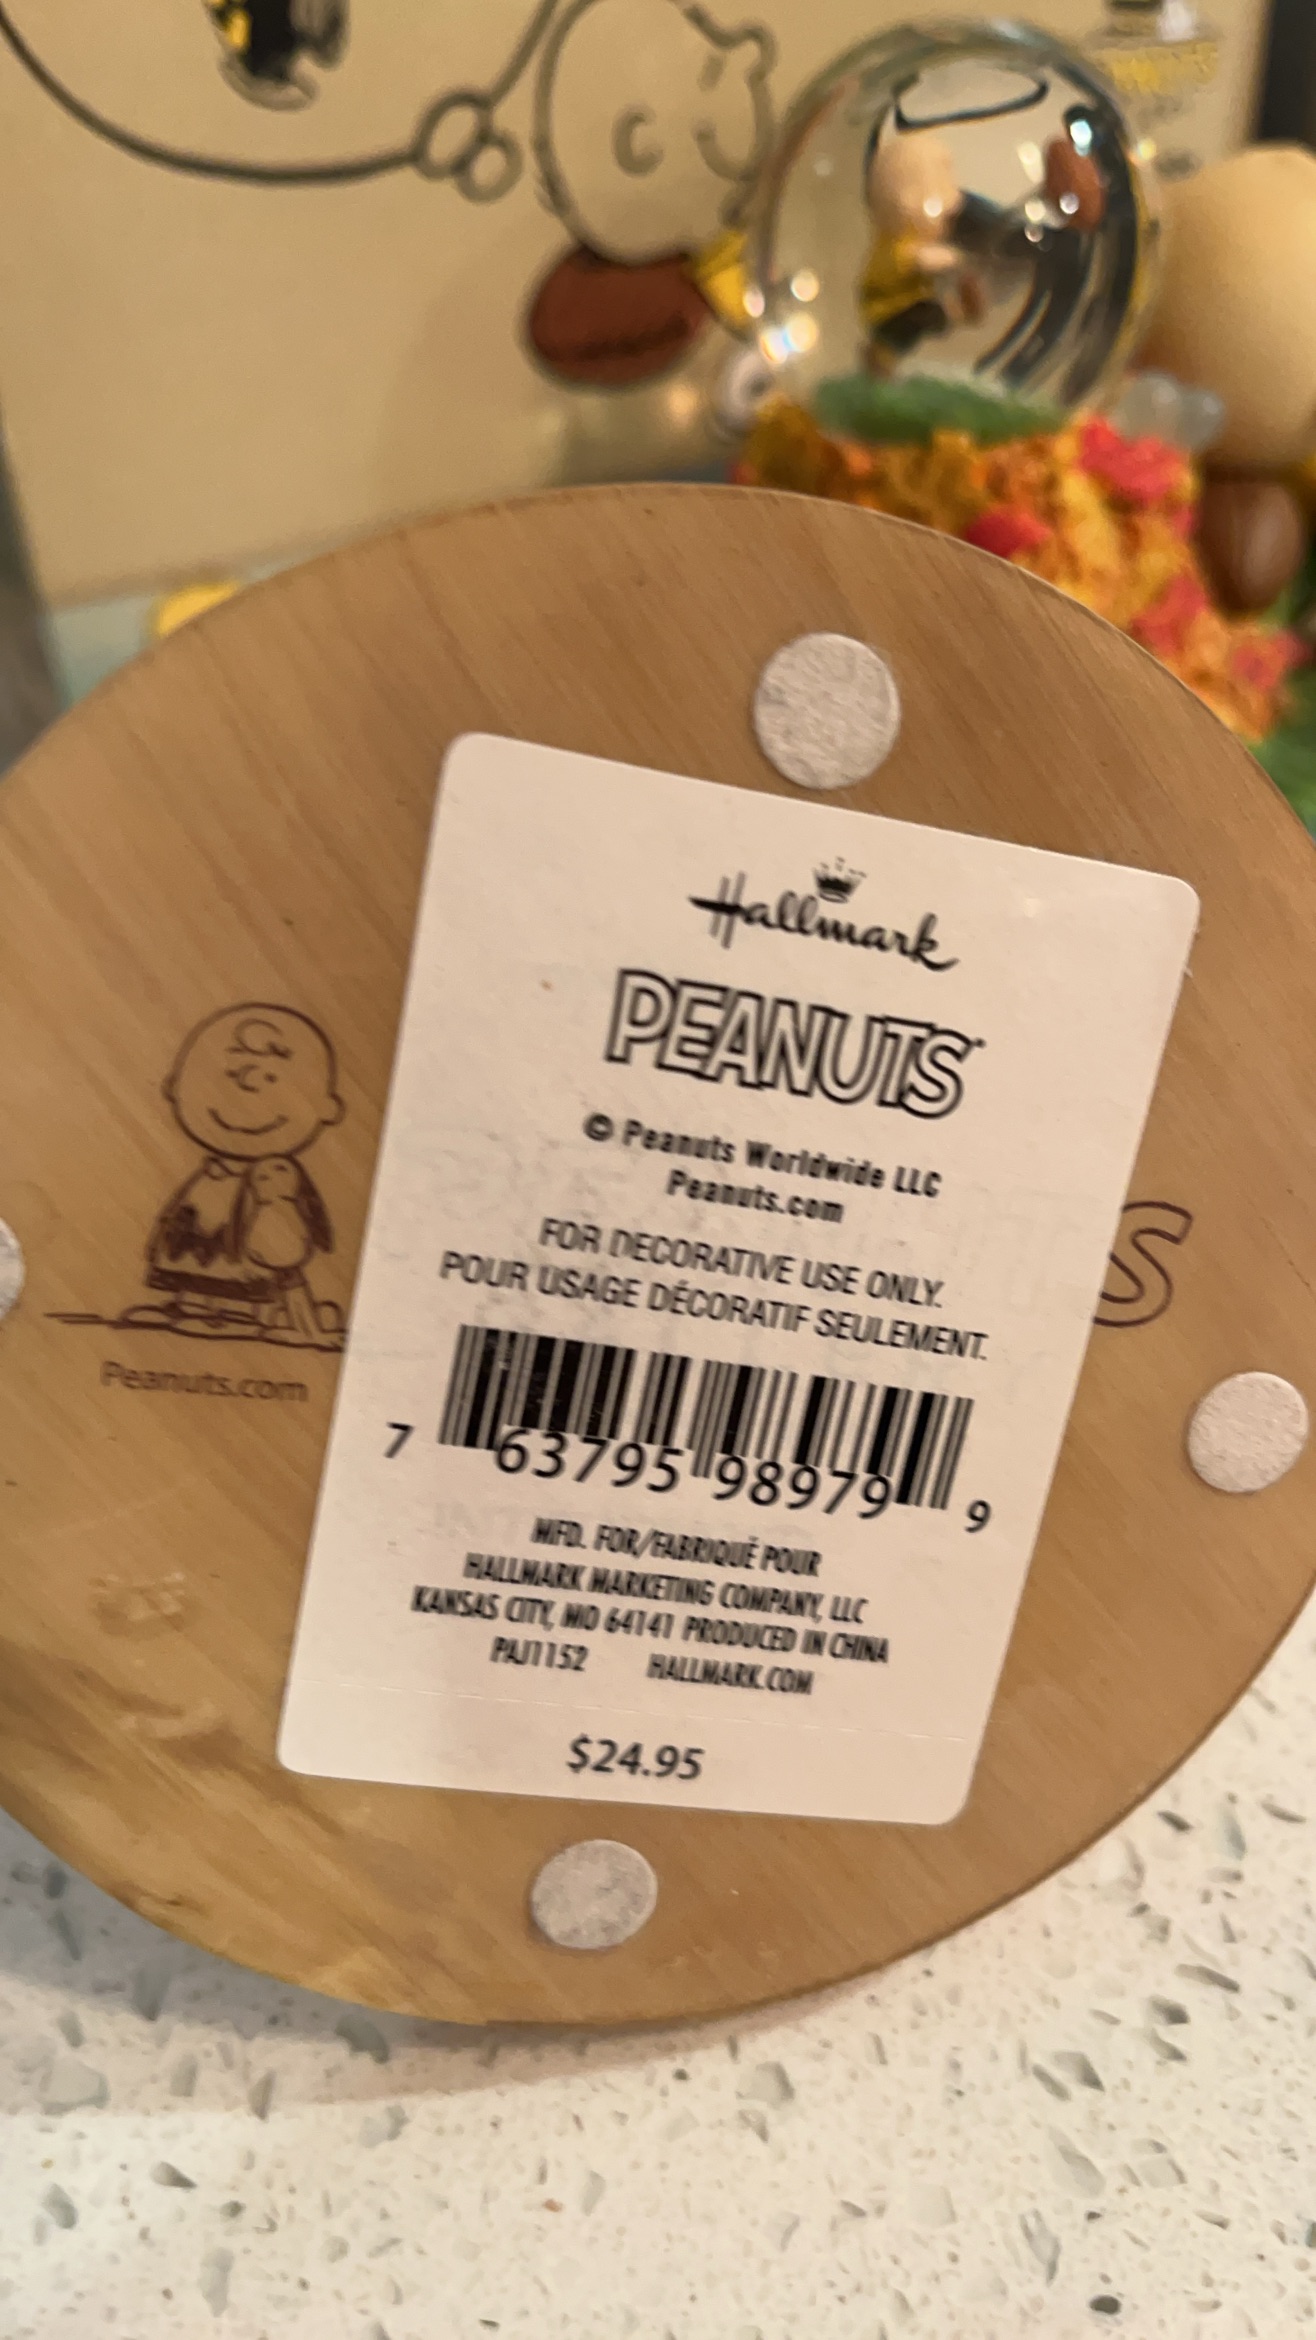 Hallmark
PEANUTS
© Peanuts Worldwide LLC
Peanuts.com
FOR DECORATIVE USE ONLY.
POUR USAGE DÉCORATIF SEULEMENT.
7 63795 98979 9
MFD. FOR/FABRIQUÉ POUR
HALLMARK MARKETING COMPANY, LLC
KANSAS CITY, MO 64141 PRODUCED IN CHINA
PAJ1152 HALLMARK.COM
$24.95
S
Peanuts.com